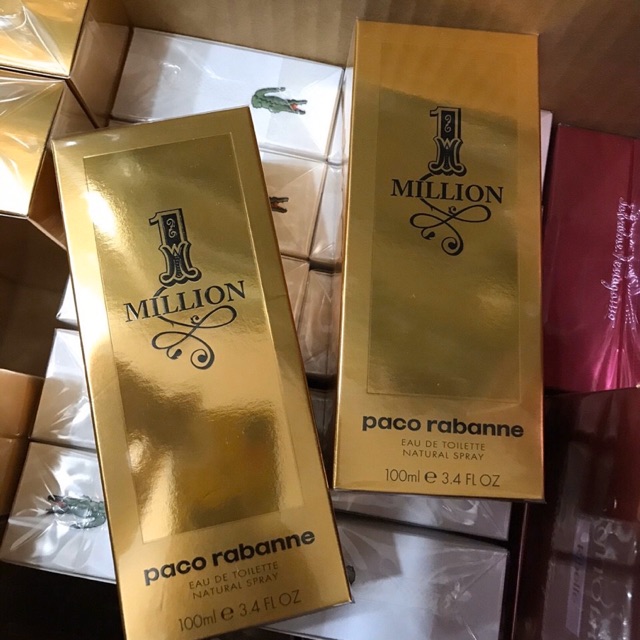 1
MILLION
paco rabanne
EAU DE TOILETTE
NATURAL SPRAY
100ml e 3.4 FL OZ
1
MILLION
paco rabanne
EAU DE TOILETTE
NATURAL SPRAY
100ml e 3.4 FL OZ